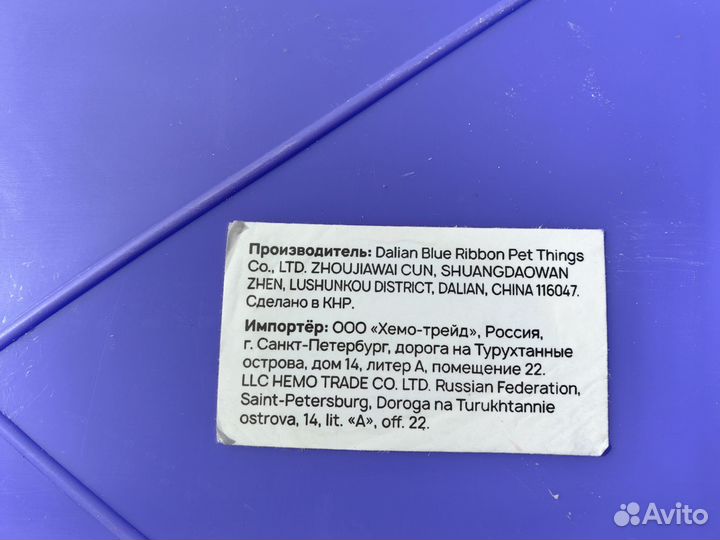 Производитель: Dalian Blue Ribbon Pet Things
Co., LTD. ZHOUJIAWAI CUN, SHUANGDAOWAN
ZHEN, LUSHUNKOU DISTRICT, DALIAN, CHINA 116047.
Сделано в КНР.
Импортёр: ООО «Хемо-трейд», Россия,
г. Санкт-Петербург, дорога на Турухтанные
острова, дом 14, литер А, помещение 22.
LLC HEMO TRADE CO. LTD. Russian Federation,
Saint-Petersburg, Doroga na Turukhtannie
ostrova, 14, lit. «A», off. 22.
Avito